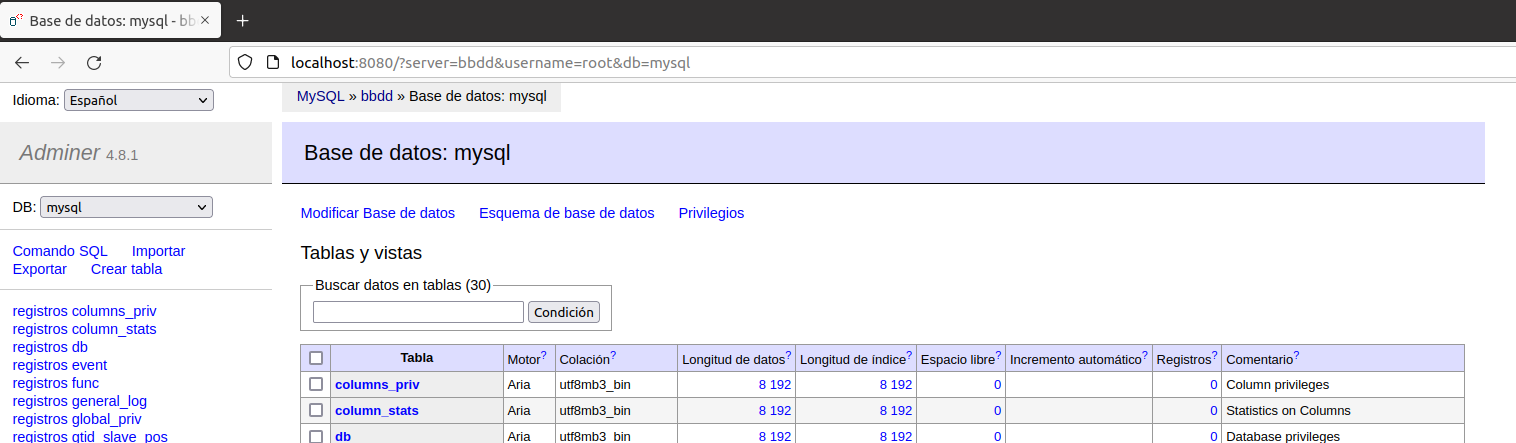 Base de datos: mysql - bb
localhost:8080/?server=bbdd&username=root&db=mysql
Idioma: Español
MySQL » bbdd » Base de datos: mysql
Adminer 4.8.1
Base de datos: mysql
DB: mysql
Modificar Base de datos Esquema de base de datos Privilegios
Comando SQL Importar
Exportar Crear tabla
Tablas y vistas
Buscar datos en tablas (30)
Condición
registros columns_priv
registros column_stats
registros db
registros event
registros func
registros general_log
registros global_priv
registros gtid_slave_pos
Tabla Motor? Colación? Longitud de datos? Longitud de índice? Espacio libre? Incremento automático? Registros? Comentario?
columns_priv Aria utf8mb3_bin 8 192 8 192 0 0 Column privileges
column_stats Aria utf8mb3_bin 8 192 8 192 0 0 Statistics on Columns
db Aria utf8mb3_bin 8 192 8 192 0 0 Database privileges